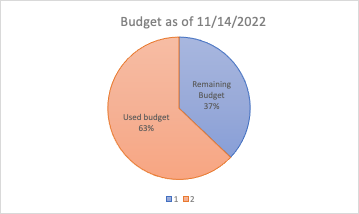 Budget as of 11/14/2022
Remaining
Budget
37%
Used budget
63%
1 2